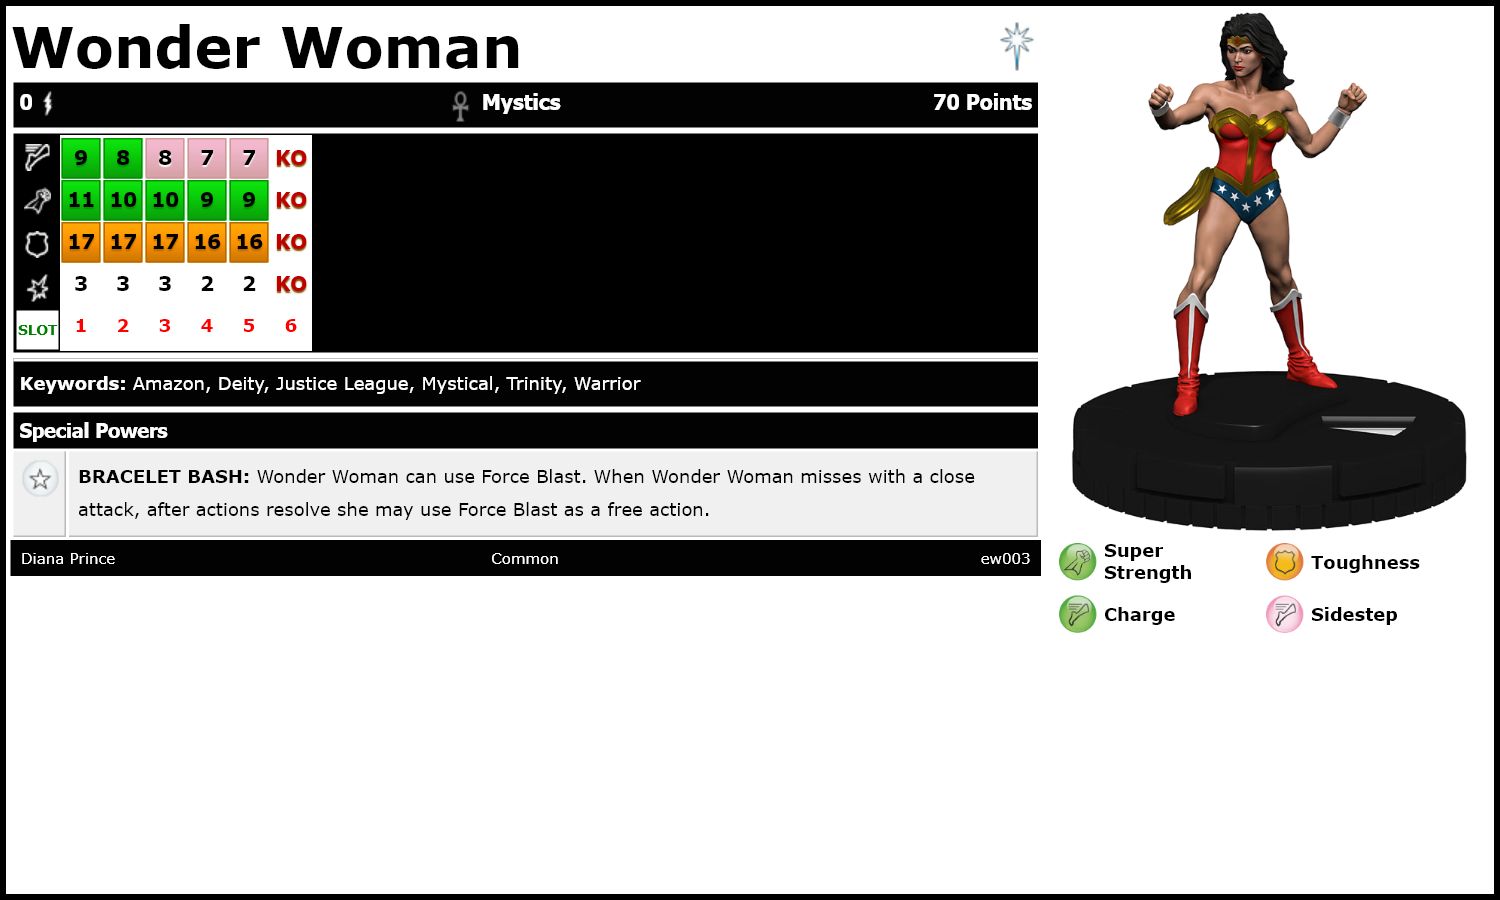 Wonder Woman
0 Mystics 70 Points
9 8 8 7 7 KO
11 10 10 9 9 KO
17 17 17 16 16 KO
3 3 3 2 2 KO
SLOT 1 2 3 4 5 6
Keywords: Amazon, Deity, Justice League, Mystical, Trinity, Warrior
Special Powers
BRACELET BASH: Wonder Woman can use Force Blast. When Wonder Woman misses with a close
attack, after actions resolve she may use Force Blast as a free action.
Diana Prince Common ew003
Super
Strength
Toughness
Charge
Sidestep